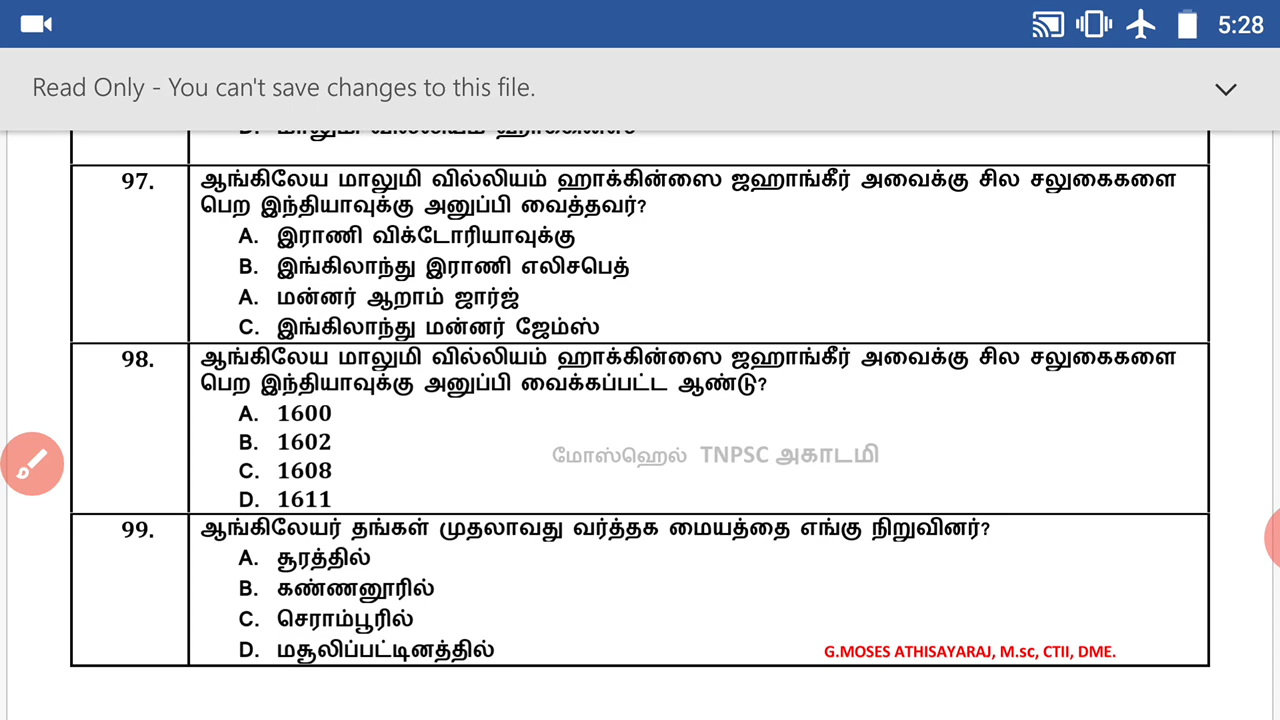 5:28
Read Only - You can't save changes to this file.
97. ஆங்கிலேய மாலுமி வில்லியம் ஹாக்கின்ஸை ஜஹாங்கீர் அவைக்கு சில சலுகைகளை
பெற இந்தியாவுக்கு அனுப்பி வைத்தவர்?
A. இராணி விக்டோரியாவுக்கு
B. இங்கிலாந்து இராணி எலிசபெத்
A. மன்னர் ஆறாம் ஜார்ஜ்
C. இங்கிலாந்து மன்னர் ஜேம்ஸ்
98. ஆங்கிலேய மாலுமி வில்லியம் ஹாக்கின்ஸை ஜஹாங்கீர் அவைக்கு சில சலுகைகளை
பெற இந்தியாவுக்கு அனுப்பி வைக்கப்பட்ட ஆண்டு?
A. 1600
B. 1602
மோஸ்ஹெல் TNPSC அகாடமி
C. 1608
D. 1611
99. ஆங்கிலேயர் தங்கள் முதலாவது வர்த்தக மையத்தை எங்கு நிறுவினர்?
A. சூரத்தில்
B. கண்ணனூரில்
C. செராம்பூரில்
D. மசூலிப்பட்டினத்தில்
G.MOSES ATHISAYARAJ, M.sc, CTII, DME.